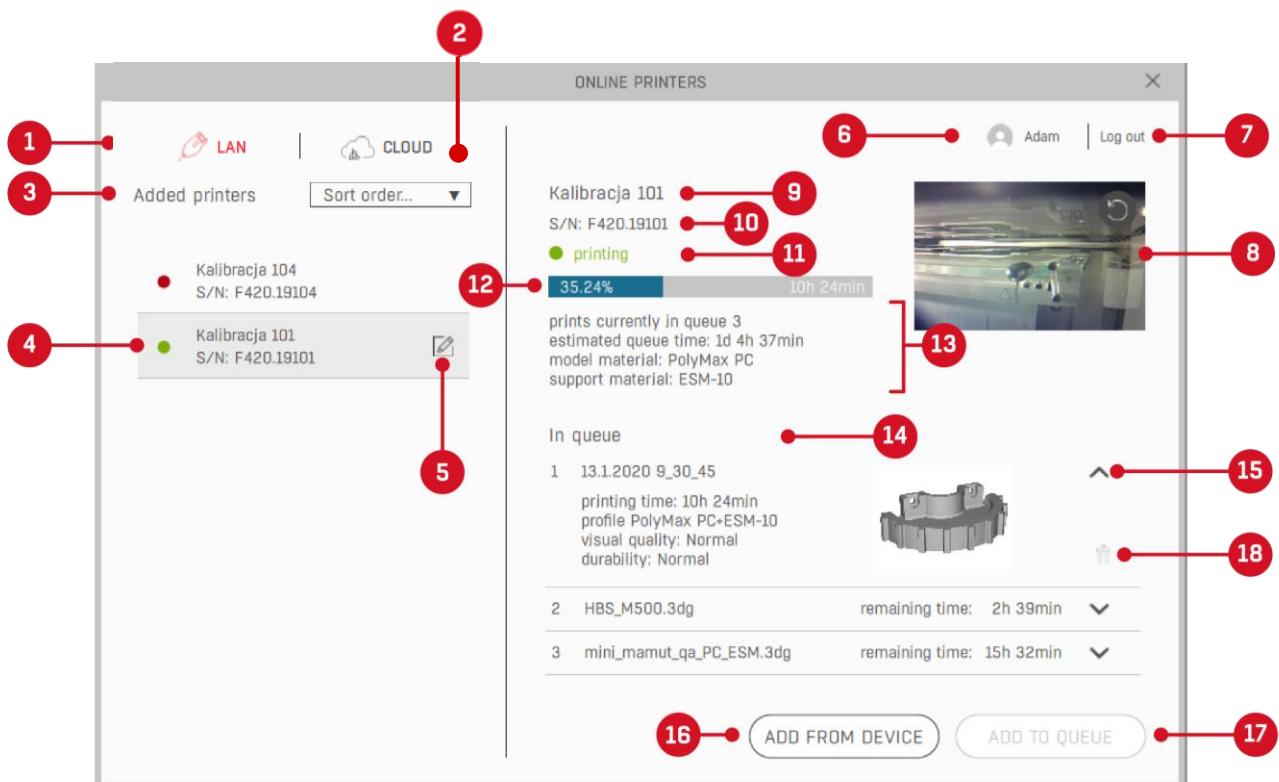 2
ONLINE PRINTERS
1
LAN
CLOUD
6
Adam
Log out
7
3
Added printers
Sort order...
Kalibracja 101
9
S/N: F420.19101
10
printing
11
8
12
35.24%
10h 24min
Kalibracja 104
S/N: F420.19104
4
Kalibracja 101
S/N: F420.19101
5
prints currently in queue 3
estimated queue time: 1d 4h 37min
model material: PolyMax PC
support material: ESM-10
13
In queue
14
1 13.1.2020 9_30_45
15
printing time: 10h 24min
profile PolyMax PC+ESM-10
visual quality: Normal
durability: Normal
18
2 HBS_M500.3dg remaining time: 2h 39min
3 mini_mamut_qa_PC_ESM.3dg remaining time: 15h 32min
16
ADD FROM DEVICE
ADD TO QUEUE
17